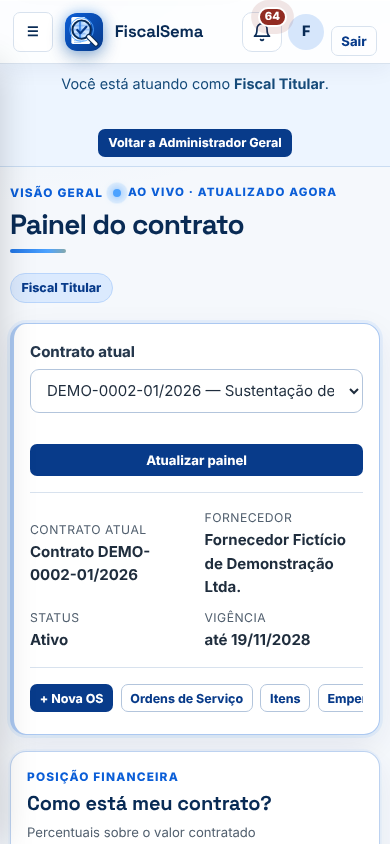 ☰
FiscalSema
64
F
Sair
Você está atuando como Fiscal Titular.
Voltar a Administrador Geral
VISÃO GERAL
AO VIVO · ATUALIZADO AGORA
Painel do contrato
Fiscal Titular
Contrato atual
DEMO-0002-01/2026 — Sustentação de
Atualizar painel
CONTRATO ATUAL
Contrato DEMO-
0002-01/2026
FORNECEDOR
Fornecedor Fictício
de Demonstração
Ltda.
STATUS
Ativo
VIGÊNCIA
até 19/11/2028
+ Nova OS
Ordens de Serviço
Itens
POSIÇÃO FINANCEIRA
Como está meu contrato?
Percentuais sobre o valor contratado